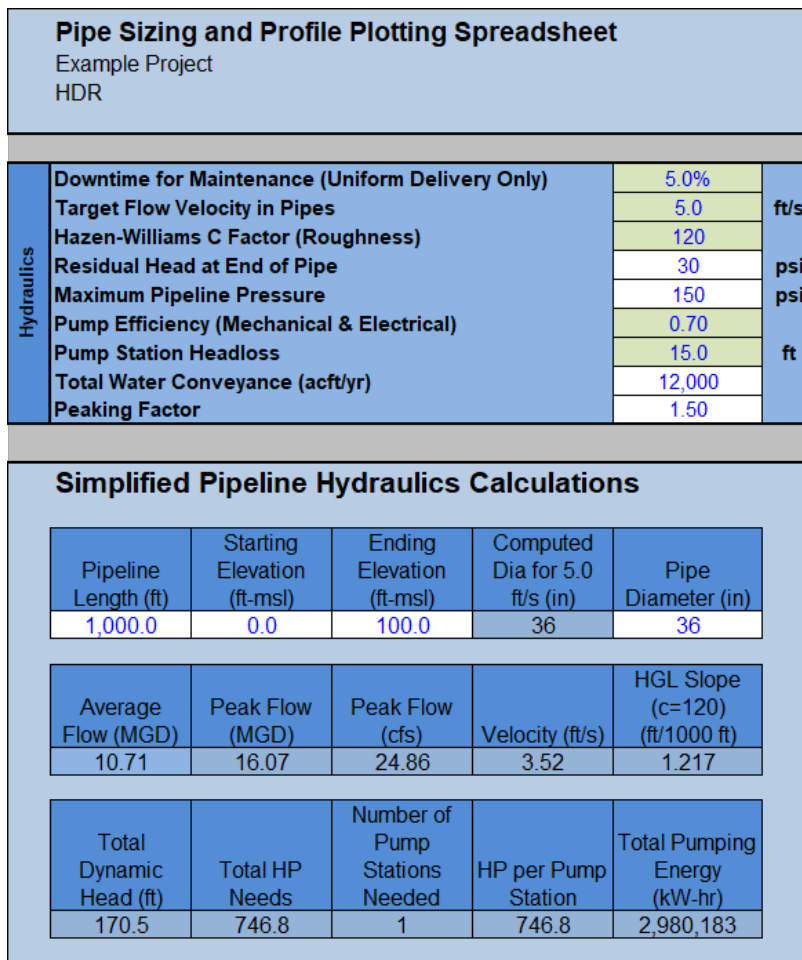 Pipe Sizing and Profile Plotting Spreadsheet
Example Project
HDR
Hydraulics
Downtime for Maintenance (Uniform Delivery Only) 5.0%
Target Flow Velocity in Pipes 5.0 ft/s
Hazen-Williams C Factor (Roughness) 120
Residual Head at End of Pipe 30 psi
Maximum Pipeline Pressure 150 psi
Pump Efficiency (Mechanical & Electrical) 0.70
Pump Station Headloss 15.0 ft
Total Water Conveyance (acft/yr) 12,000
Peaking Factor 1.50
Simplified Pipeline Hydraulics Calculations
Starting Ending Computed
Pipeline Elevation Elevation Dia for 5.0 Pipe
Length (ft) (ft-msl) (ft-msl) ft/s (in) Diameter (in)
1,000.0 0.0 100.0 36 36
HGL Slope
Average Peak Flow Peak Flow (c=120)
Flow (MGD) (MGD) (cfs) Velocity (ft/s) (ft/1000 ft)
10.71 16.07 24.86 3.52 1.217
Number of
Total Pump Total Pumping
Dynamic Total HP Stations HP per Pump Energy
Head (ft) Needs Needed Station (kW-hr)
170.5 746.8 1 746.8 2,980,183